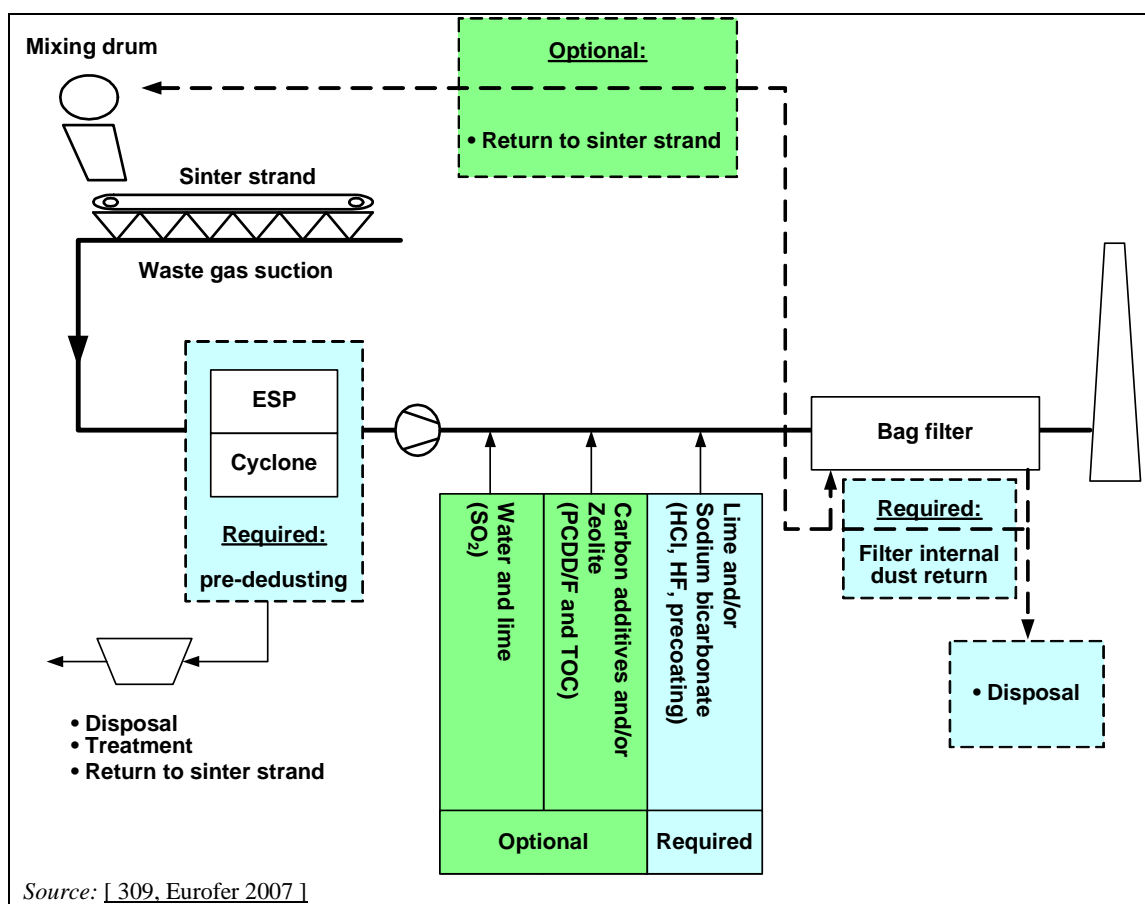 Mixing drum
Optional:
• Return to sinter strand
Sinter strand
Waste gas suction
ESP
Cyclone
Required:
pre-dedusting
Bag filter
Required:
Filter internal
dust return
Water and lime
(SO₂)
Carbon additives and/or
Zeolite
(PCDD/F and TOC)
Lime and/or
Sodium bicarbonate
(HCl, HF, precoating)
Optional
Required
• Disposal
• Treatment
• Return to sinter strand
• Disposal
Source: [ 309, Eurofer 2007 ]